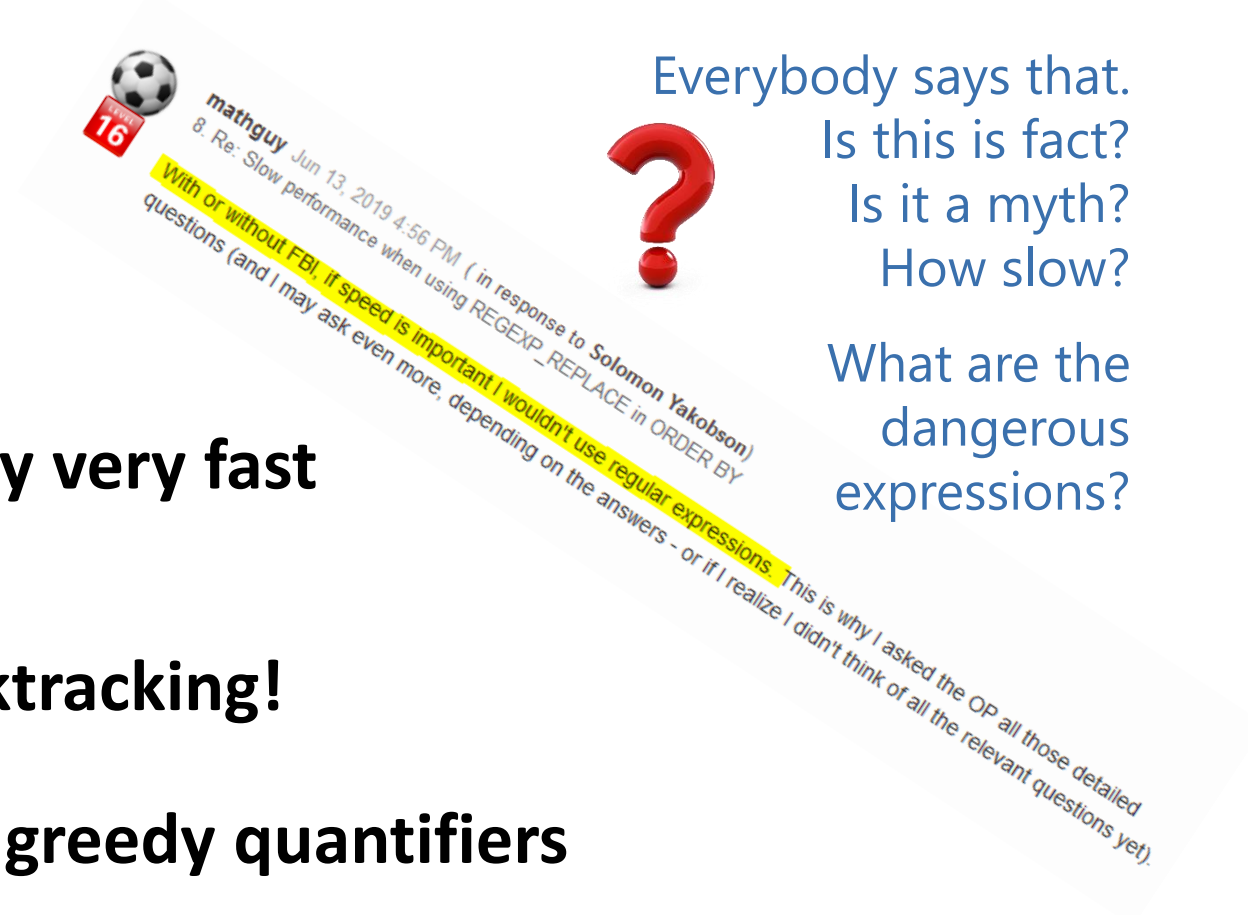 LEVEL
16
mathguy Jun 13, 2019 4:56 PM ( in response to Solomon Yakobson)
8. Re: Slow performance when using REGEXP_REPLACE in ORDER BY
With or without FBI, if speed is important I wouldn't use regular expressions. This is why I asked the OP all those detailed
questions (and I may ask even more, depending on the answers - or if I realize I didn't think of all the relevant questions yet).
Everybody says that.
Is this is fact?
Is it a myth?
How slow?
What are the
dangerous
expressions?
?
y very fast
ktracking!
greedy quantifiers